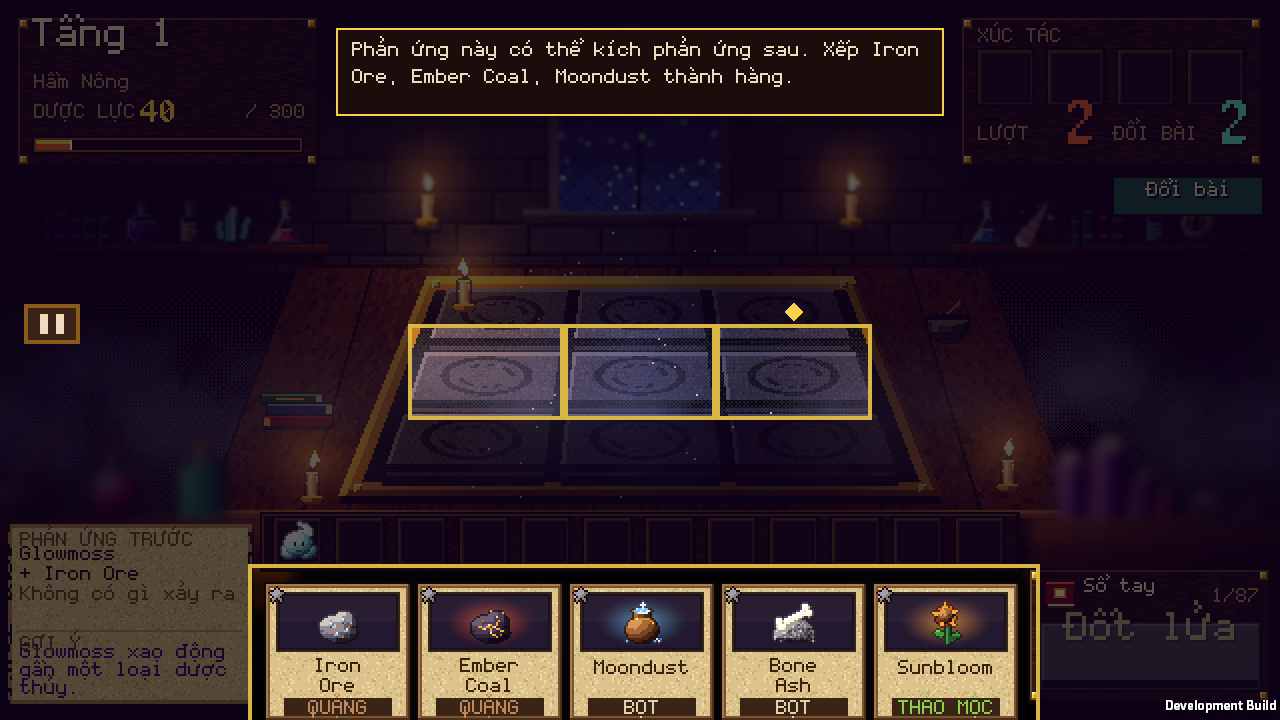 Tầng 1
Hầm Nông
DƯỢC LỰC 40 / 300
Phản ứng này có thể kích phản ứng sau. Xếp Iron
Ore, Ember Coal, Moondust thành hàng.
XÚC TÁC
LƯỢT 2 ĐỔI BÀI 2
Đổi bài
PHẢN ỨNG TRƯỚC
Glowmoss
+ Iron Ore
Không có gì xảy ra
GỢI Ý
Glowmoss xao động
gần một loại dược
thủy.
Iron
Ore
QUẶNG
Ember
Coal
QUẶNG
Moondust
BỘT
Bone
Ash
BỘT
Sunbloom
THẢO MỘC
Sổ tay
1/87
Đốt lửa
Development Build